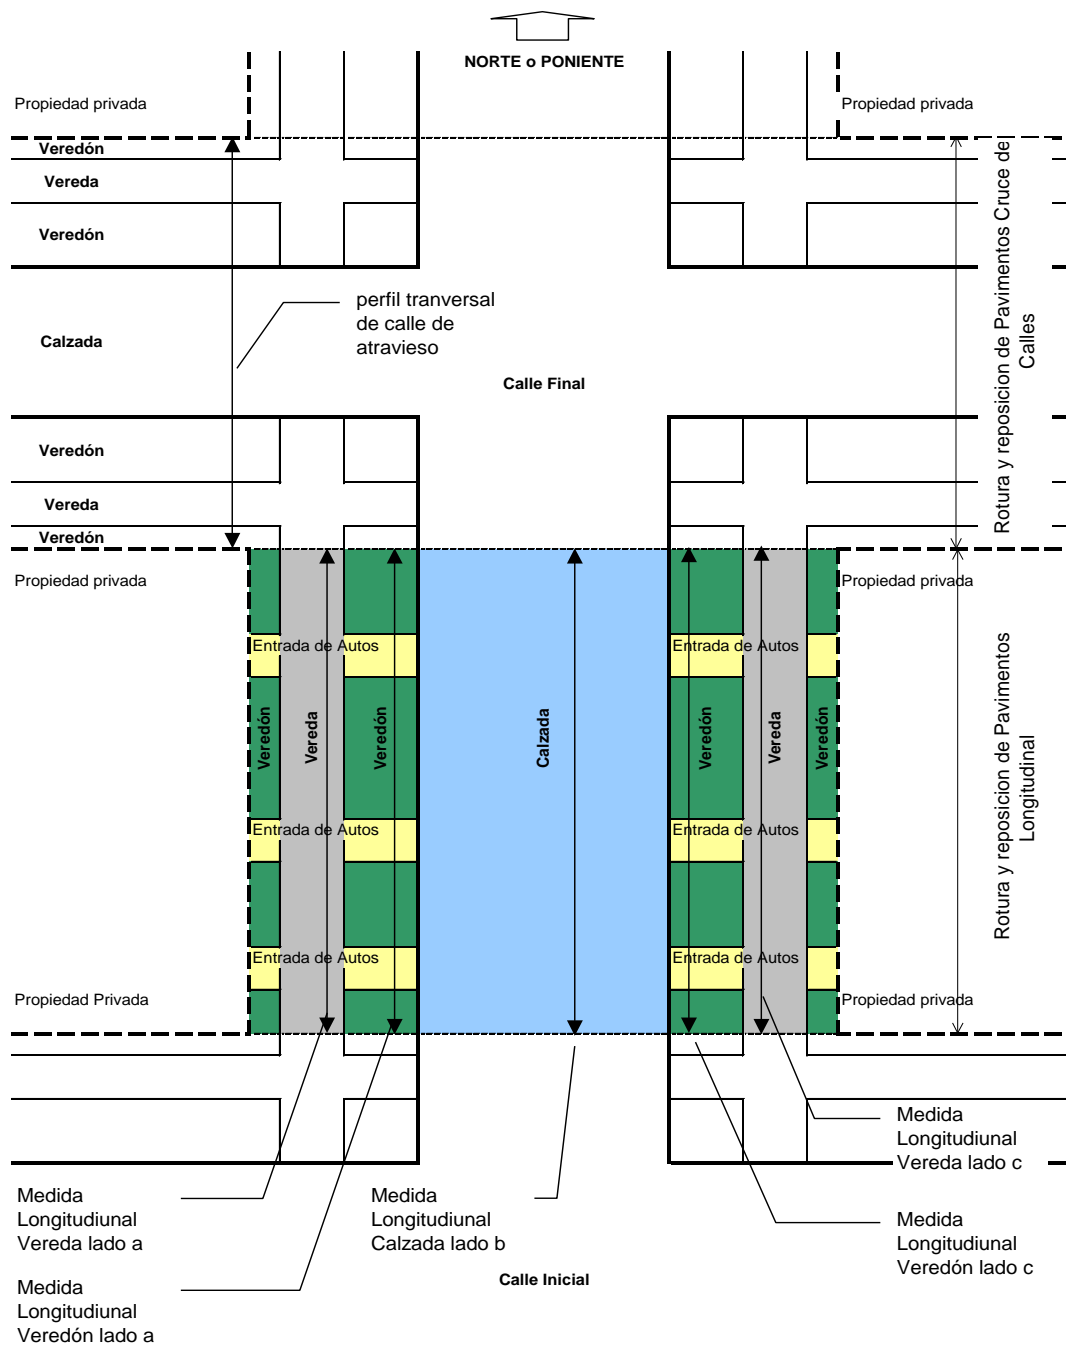 NORTE o PONIENTE
Propiedad privada
Propiedad privada
Veredón
Vereda
Veredón
perfil tranversal
de calle de
atravieso
Calzada
Calle Final
Rotura y reposicion de Pavimentos Cruce de
Calles
Veredón
Vereda
Veredón
Propiedad privada
Propiedad privada
Entrada de Autos
Entrada de Autos
Veredón
Vereda
Veredón
Calzada
Veredón
Vereda
Veredón
Rotura y reposicion de Pavimentos
Longitudinal
Entrada de Autos
Entrada de Autos
Entrada de Autos
Entrada de Autos
Propiedad Privada
Propiedad privada
Medida
Longitudiunal
Vereda lado c
Medida
Longitudiunal
Vereda lado a
Medida
Longitudiunal
Calzada lado b
Medida
Longitudiunal
Veredón lado c
Calle Inicial
Medida
Longitudiunal
Veredón lado a